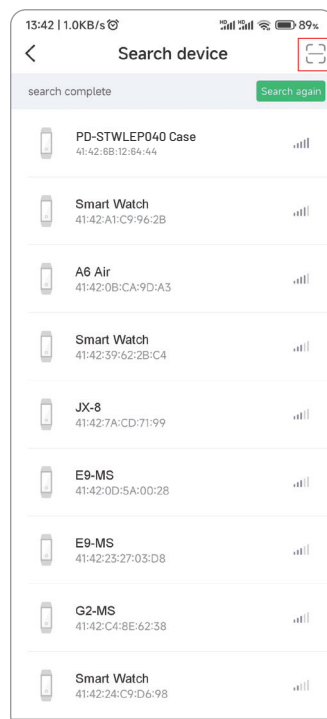 13:42 | 1.0KB/s 89%
Search device
search complete Search again
PD-STWLEP040 Case
41:42:6B:12:64:44
Smart Watch
41:42:A1:C9:96:2B
A6 Air
41:42:0B:CA:9D:A3
Smart Watch
41:42:39:62:2B:C4
JX-8
41:42:7A:CD:71:99
E9-MS
41:42:0D:5A:00:28
E9-MS
41:42:23:27:03:D8
G2-MS
41:42:C4:8E:62:38
Smart Watch
41:42:24:C9:D6:98